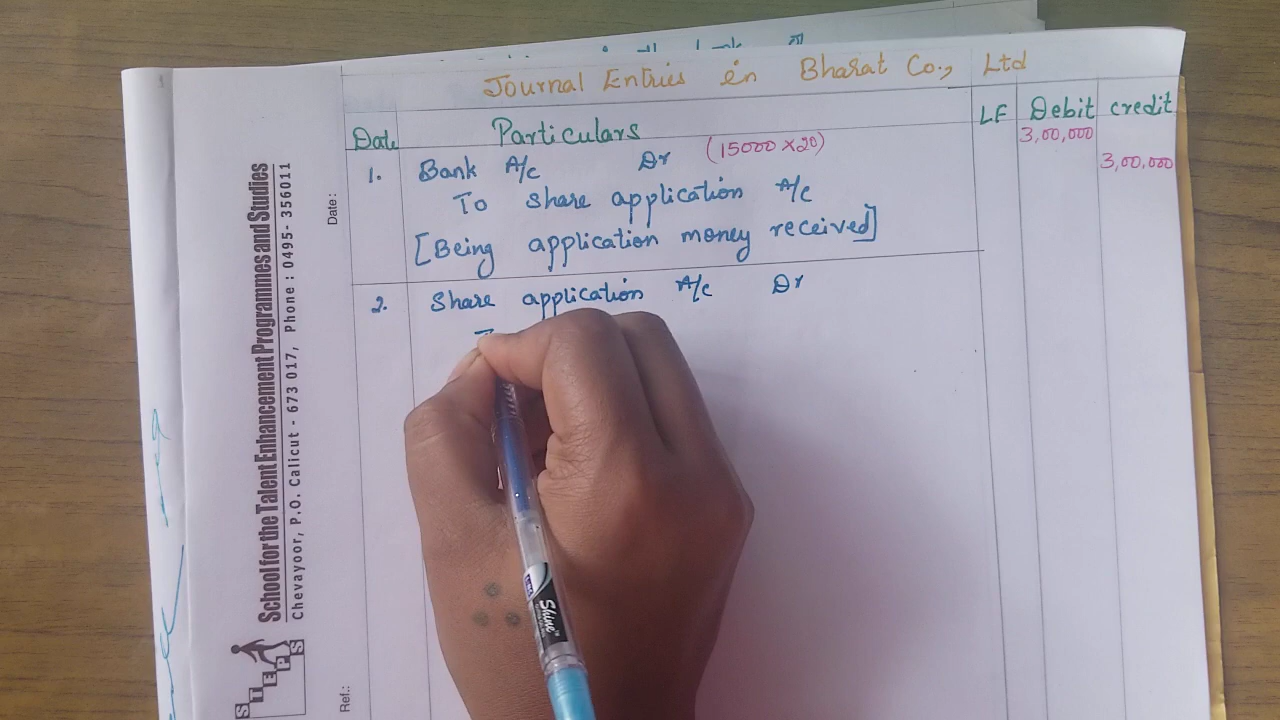 Journal Entries in Bharat Co., Ltd
Date Particulars LF Debit credit
1. Bank A/c Dr (15000 × 20) 3,00,000
To share application A/c 3,00,000
[Being application money received]
2. Share application A/c Dr
School for the Talent Enhancement Programmes and Studies
Chevayoor, P.O. Calicut - 673 017, Phone : 0495- 356011
Date:
Ref.:
STEPS
Shine